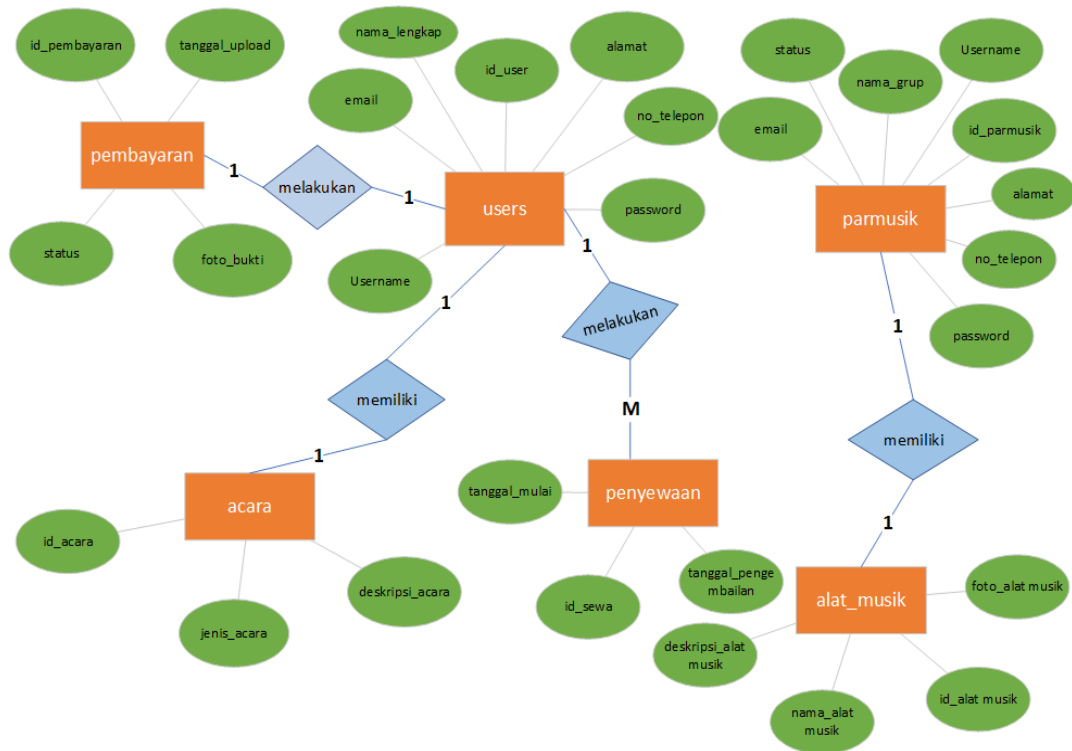 id_pembayaran
tanggal_upload
pembayaran
status
foto_bukti
1
melakukan
1
nama_lengkap
id_user
alamat
email
no_telepon
users
password
Username
1
memiliki
1
acara
id_acara
jenis_acara
deskripsi_acara
1
melakukan
M
penyewaan
tanggal_mulai
id_sewa
tanggal_penge
mbailan
status
nama_grup
Username
email
id_parmusik
parmusik
alamat
no_telepon
password
1
memiliki
1
alat_musik
foto_alat musik
deskripsi_alat
musik
nama_alat
musik
id_alat musik